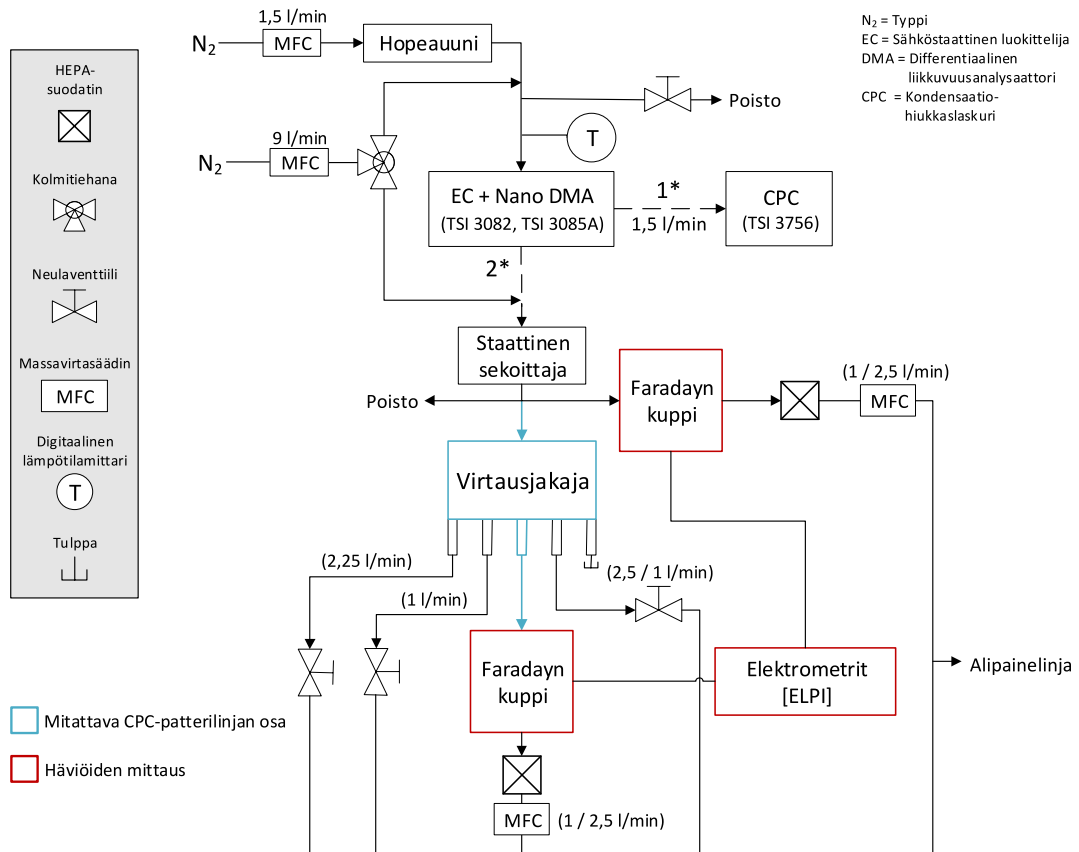 HEPA-
suodatin
Kolmitiehana
Neulaventtiili
Massavirtasäädin
MFC
Digitaalinen
lämpötilamittari
T
Tulppa
N2
1,5 l/min
MFC
Hopeauuni
N2
9 l/min
MFC
Poisto
T
EC + Nano DMA
(TSI 3082, TSI 3085A)
1*
1,5 l/min
CPC
(TSI 3756)
2*
N2 = Typpi
EC = Sähköstaattinen luokittelija
DMA = Differentiaalinen
liikkuvuusanalysaattori
CPC = Kondensaatio-
hiukkaslaskuri
Staattinen
sekoittaja
Poisto
Faradayn
kuppi
(1 / 2,5 l/min)
MFC
Virtausjakaja
(2,25 l/min)
(1 l/min)
(2,5 / 1 l/min)
Faradayn
kuppi
Elektrometrit
[ELPI]
Alipainelinja
MFC
(1 / 2,5 l/min)
Mitattava CPC-patterilinjan osa
Häviöiden mittaus